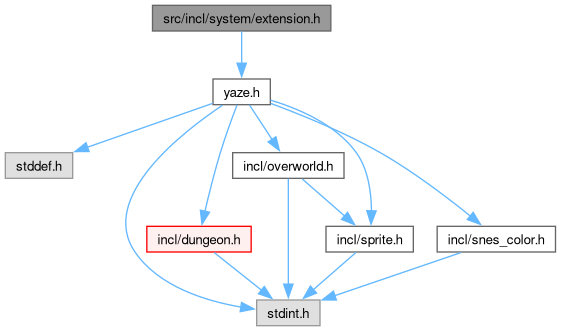 src/incl/system/extension.h
yaze.h
stddef.h
incl/overworld.h
incl/dungeon.h
incl/sprite.h
incl/snes_color.h
stdint.h